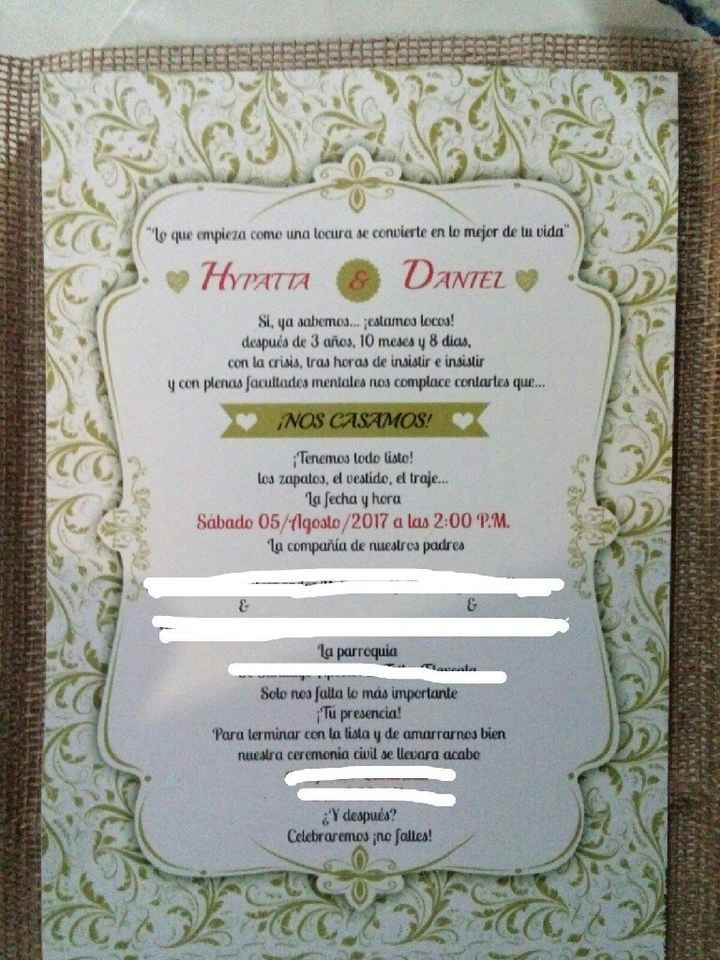 "Lo que empieza como una locura se convierte en lo mejor de tu vida"
HYPATIA & DANIEL
Si, ya sabemos... ¡estamos locos!
después de 3 años, 10 meses y 8 dias,
con la crisis, tras horas de insistir e insistir
y con plenas facultades mentales nos complace contarles que...
¡NOS CASAMOS!
¡Tenemos todo listo!
los zapatos, el vestido, el traje...
La fecha y hora
Sábado 05/Agosto/2017 a las 2:00 P.M.
La compañía de nuestros padres
& &
La parroquia
Solo nos falta lo más importante
¡Tu presencia!
Para terminar con la lista y de amarrarnos bien
nuestra ceremonia civil se llevara acabo
¿Y después?
Celebraremos ¡no faltes!